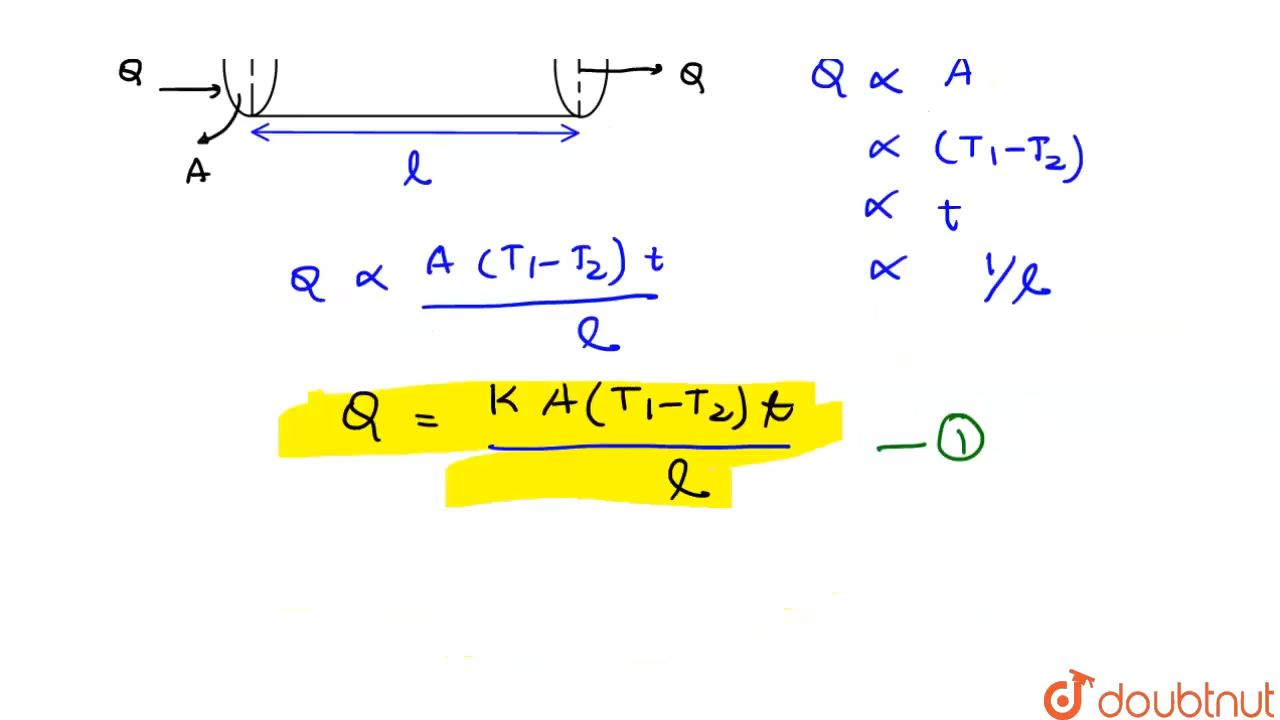 Q Q Q ∝ A
A l ∝ (T1-T2)
∝ t
Q ∝ A (T1-T2) t / l ∝ 1/l
Q = K A(T1-T2) t / l — ①
doubtnut